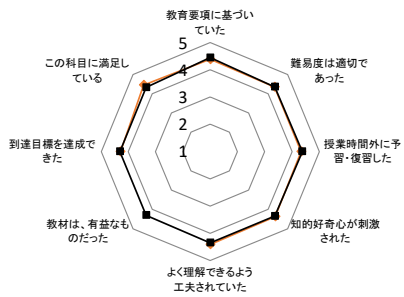 教育要項に基づい
ていた
難易度は適切で
あった
授業時間外に予
習・復習した
知的好奇心が刺激
された
よく理解できるよう
工夫されていた
教材は、有益なも
のだった
到達目標を達成で
きた
この科目に満足し
ている
5
4
3
2
1